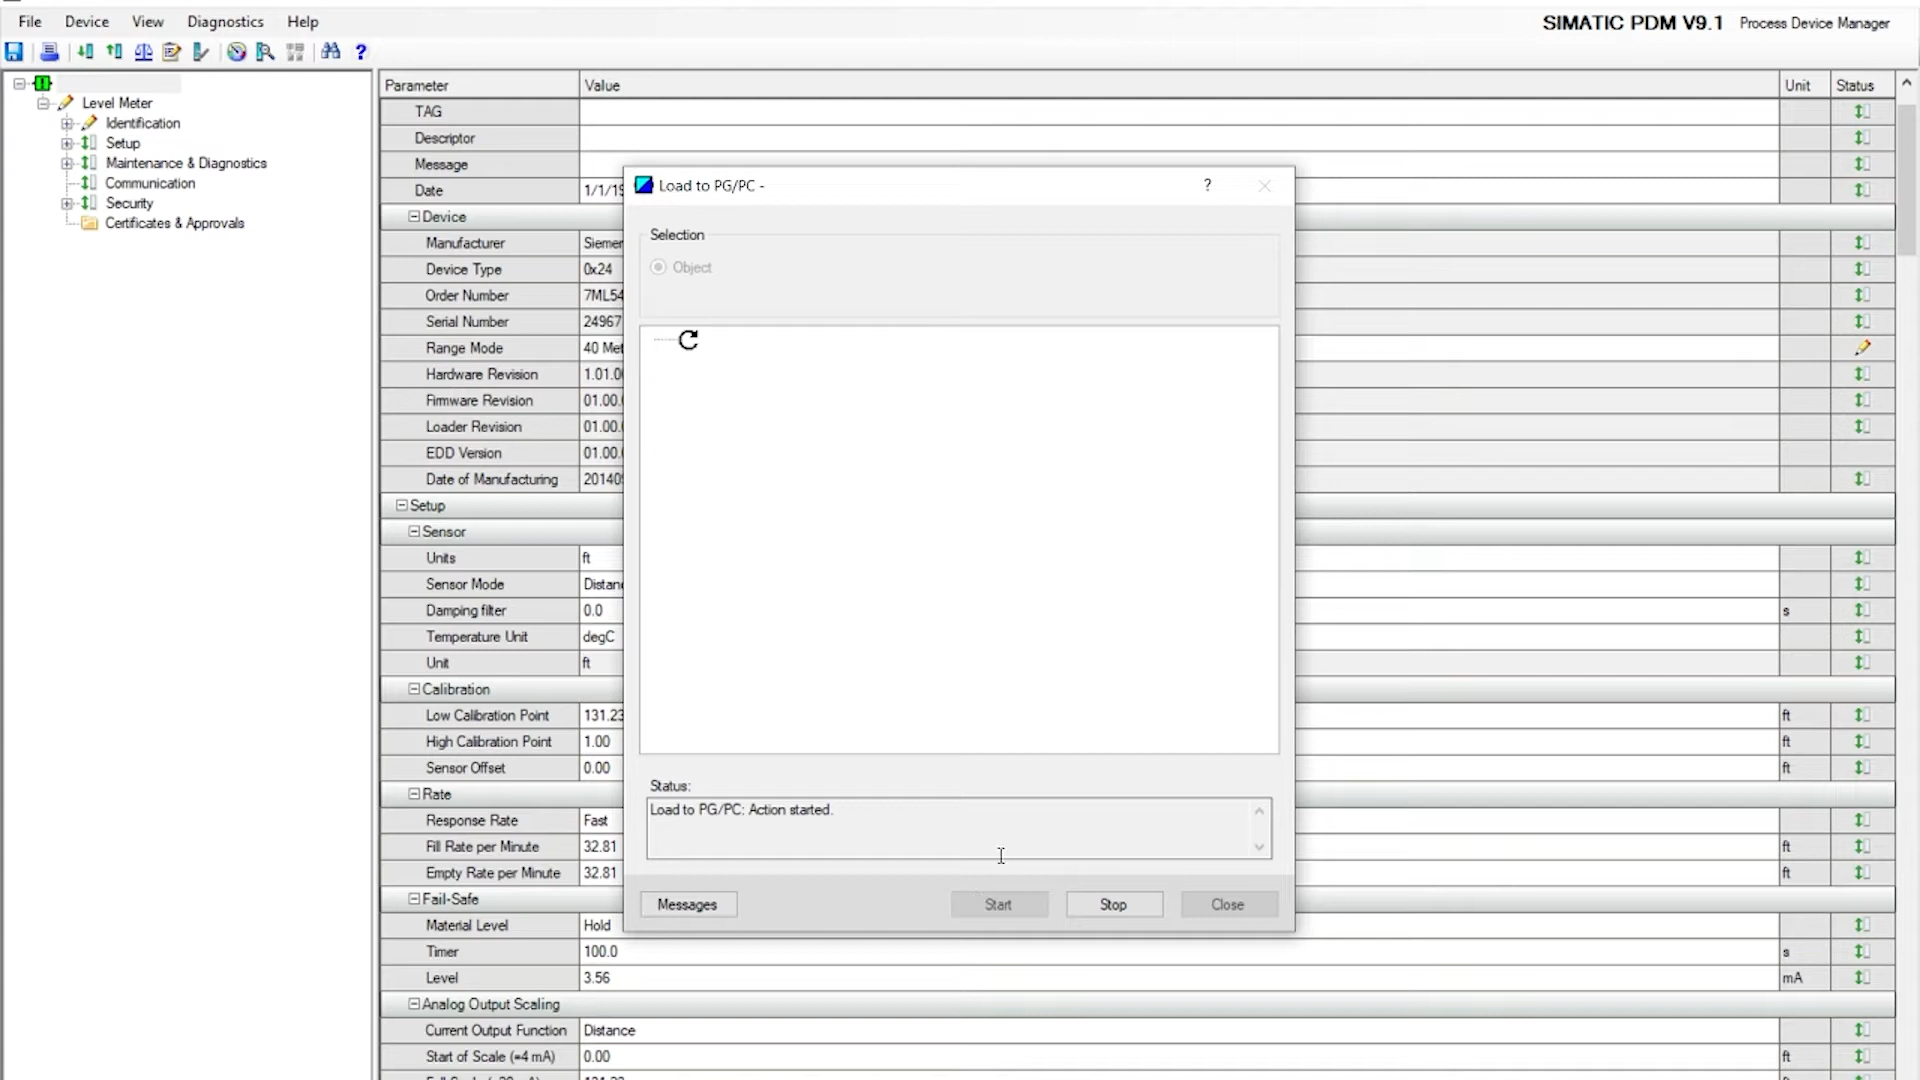 File Device View Diagnostics Help
SIMATIC PDM V9.1 Process Device Manager
Level Meter
Identification
Setup
Maintenance & Diagnostics
Communication
Security
Certificates & Approvals
Parameter Value Unit Status
TAG
Descriptor
Message
Date 1/1/19
Device
Manufacturer Siemen
Device Type 0x24
Order Number 7ML54
Serial Number 24967
Range Mode 40 Met
Hardware Revision 1.01.0
Firmware Revision 01.00.
Loader Revision 01.00.
EDD Version 01.00.
Date of Manufacturing 20140
Setup
Sensor
Units ft
Sensor Mode Distan
Damping filter 0.0 s
Temperature Unit degC
Unit ft
Calibration
Low Calibration Point 131.23 ft
High Calibration Point 1.00 ft
Sensor Offset 0.00 ft
Rate
Response Rate Fast
Fill Rate per Minute 32.81 ft
Empty Rate per Minute 32.81 ft
Fail-Safe
Material Level Hold
Timer 100.0 s
Level 3.56 mA
Analog Output Scaling
Current Output Function Distance
Start of Scale (=4 mA) 0.00 ft
Load to PG/PC -
?
Selection
Object
Status:
Load to PG/PC: Action started.
Messages Start Stop Close